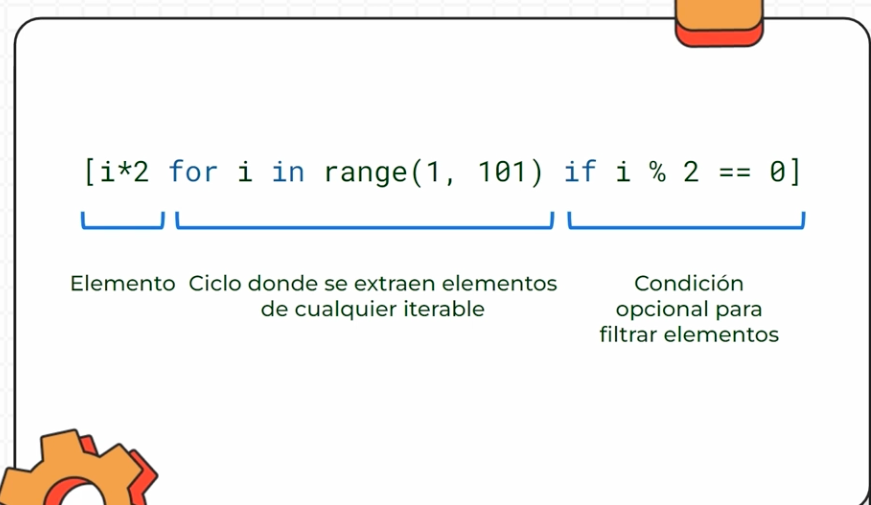 [i*2 for i in range(1, 101) if i % 2 == 0]
Elemento
Ciclo donde se extraen elementos
de cualquier iterable
Condición
opcional para
filtrar elementos